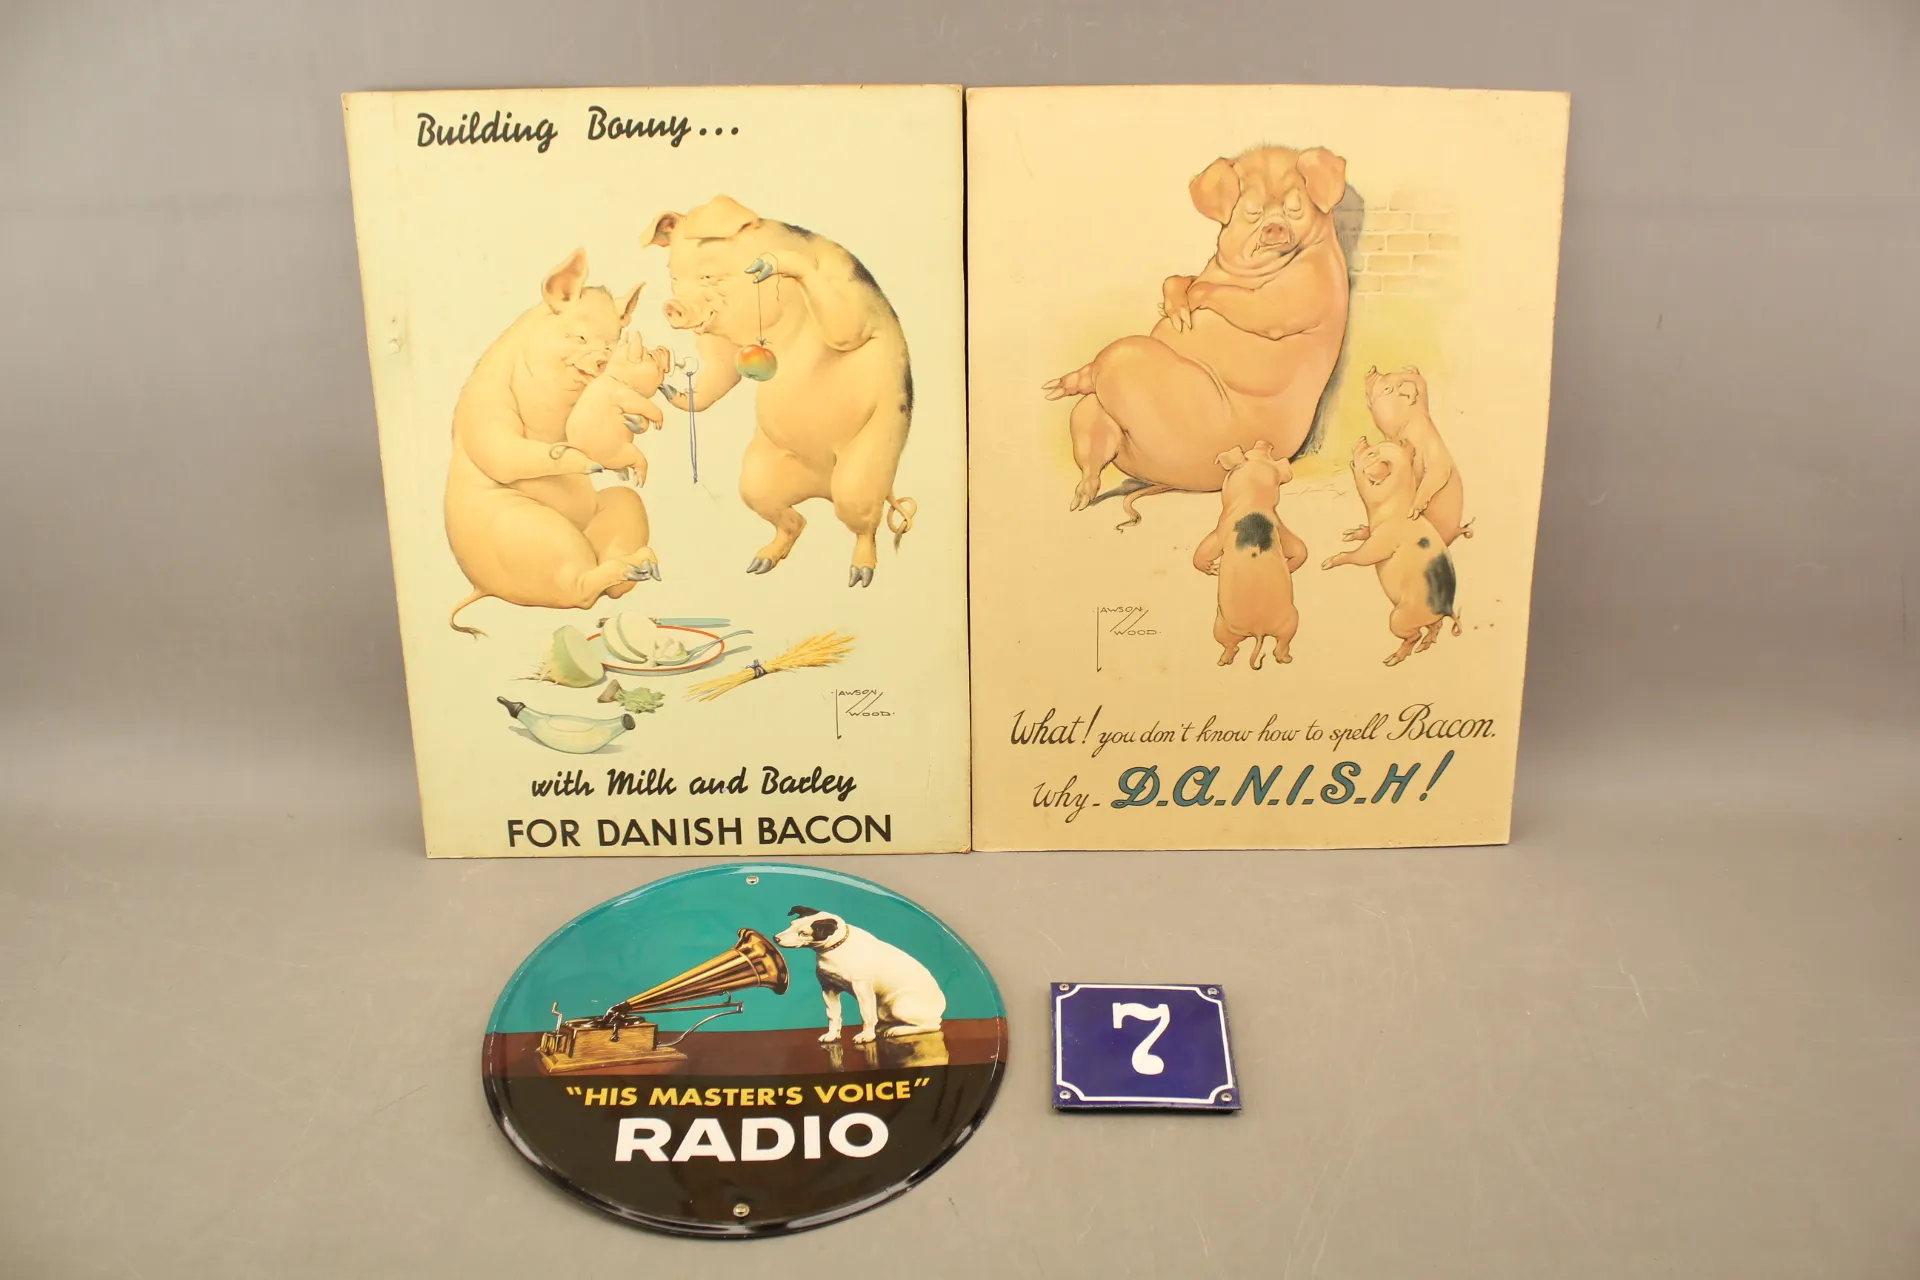 Building Bonny...
LAWSON
WOOD.
with Milk and Barley
FOR DANISH BACON
LAWSON
WOOD.
What! you don't know how to spell Bacon.
Why- D.A.N.I.S.H!
"HIS MASTER'S VOICE"
RADIO
7